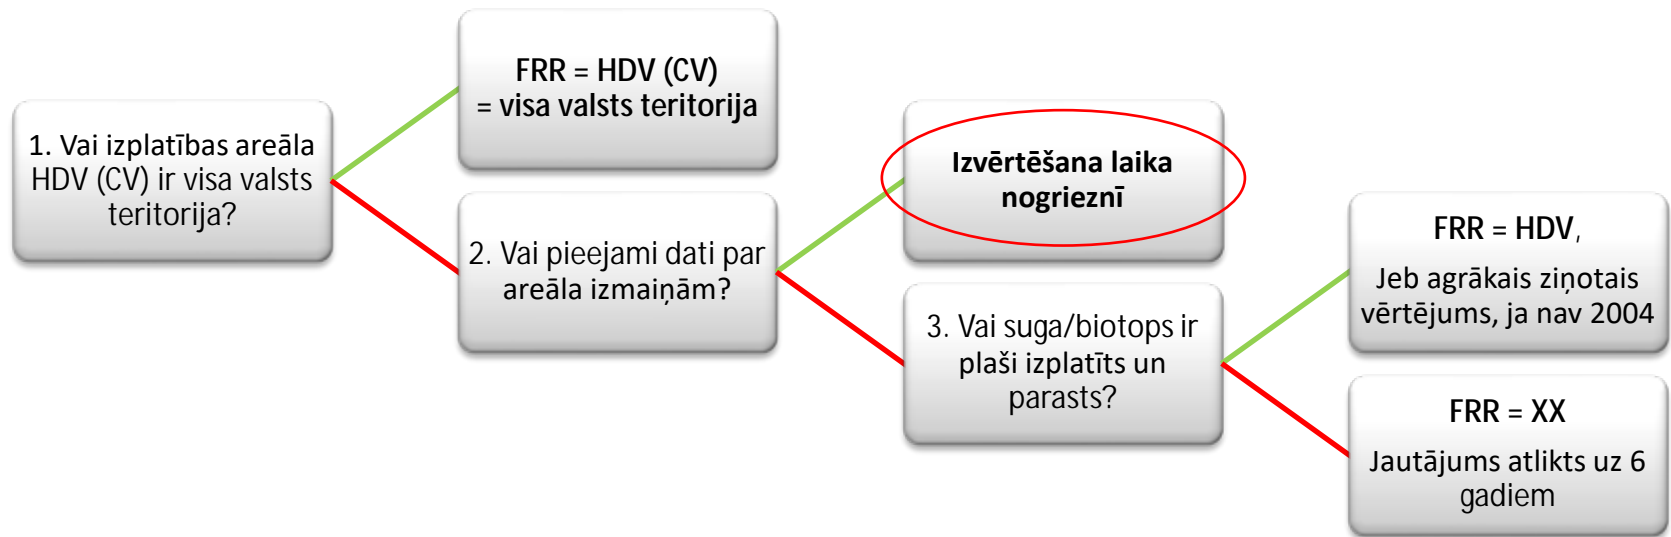 1. Vai izplatības areāla
HDV (CV) ir visa valsts
teritorija?
FRR = HDV (CV)
= visa valsts teritorija
2. Vai pieejami dati par
areāla izmaiņām?
Izvērtēšana laika
nogrieznī
3. Vai suga/biotops ir
plaši izplatīts un
parasts?
FRR = HDV,
Jeb agrākais ziņotais
vērtējums, ja nav 2004
FRR = XX
Jautājums atlikts uz 6
gadiem